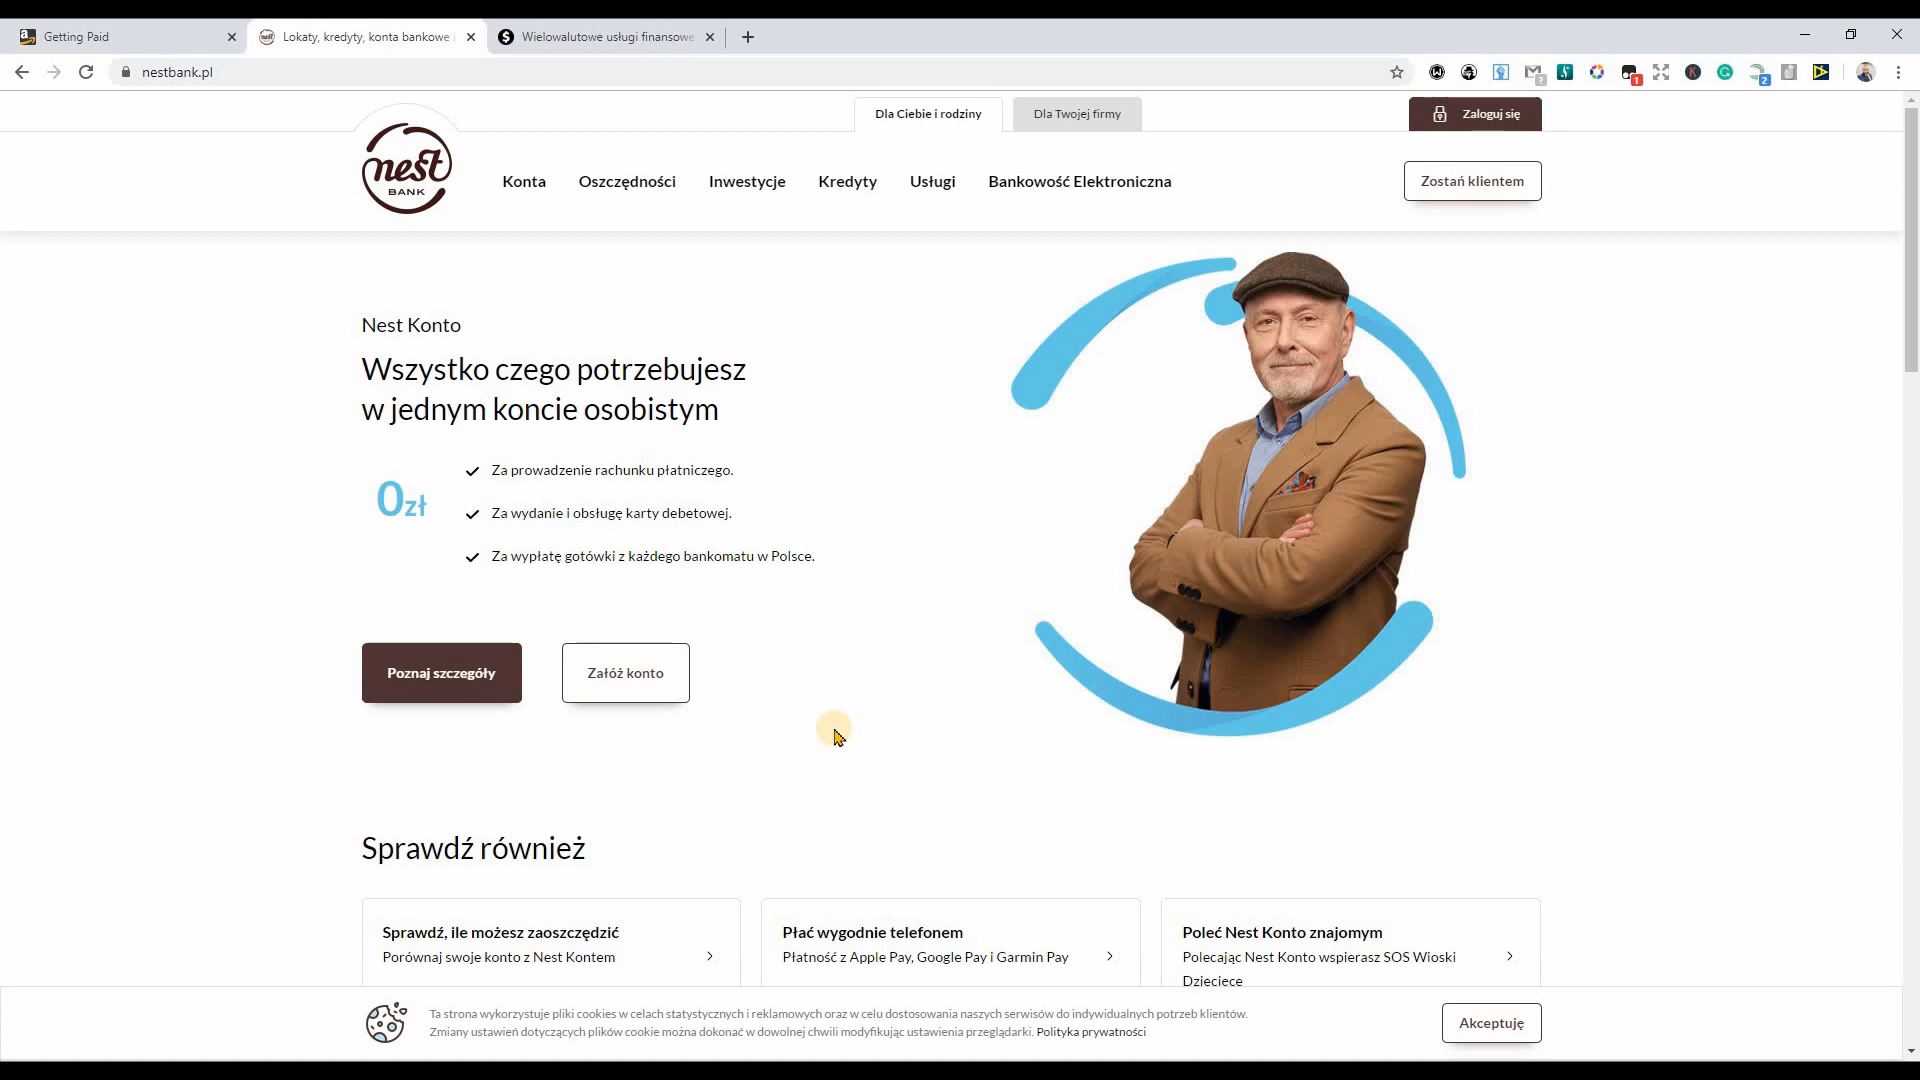 Getting Paid
Lokaty, kredyty, konta bankowe i
Wielowalutowe usługi finansowe
nestbank.pl
Dla Ciebie i rodziny
Dla Twojej firmy
Zaloguj się
nest
BANK
Konta
Oszczędności
Inwestycje
Kredyty
Usługi
Bankowość Elektroniczna
Zostań klientem
Nest Konto
Wszystko czego potrzebujesz
w jednym koncie osobistym
0zł
Za prowadzenie rachunku płatniczego.
Za wydanie i obsługę karty debetowej.
Za wypłatę gotówki z każdego bankomatu w Polsce.
Poznaj szczegóły
Załóż konto
Sprawdź również
Sprawdź, ile możesz zaoszczędzić
Porównaj swoje konto z Nest Kontem
Płać wygodnie telefonem
Płatność z Apple Pay, Google Pay i Garmin Pay
Poleć Nest Konto znajomym
Polecając Nest Konto wspierasz SOS Wioski
Dziecięce
Ta strona wykorzystuje pliki cookies w celach statystycznych i reklamowych oraz w celu dostosowania naszych serwisów do indywidualnych potrzeb klientów.
Zmiany ustawień dotyczących plików cookie można dokonać w dowolnej chwili modyfikując ustawienia przeglądarki. Polityka prywatności
Akceptuję